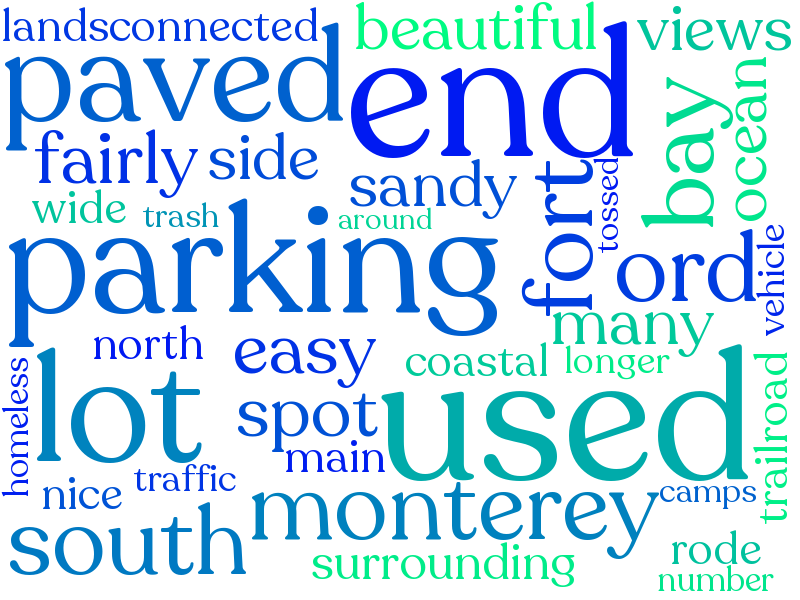 landsconnected
beautiful
views
paved
end
bay
ocean
fairly
side
sandy
fort
tossed
wide
trash
around
parking
ord
vehicle
many
north
easy
coastal
longer
homeless
lot
spot
used
trailroad
main
traffic
nice
monterey
camps
south
surrounding
rode
number